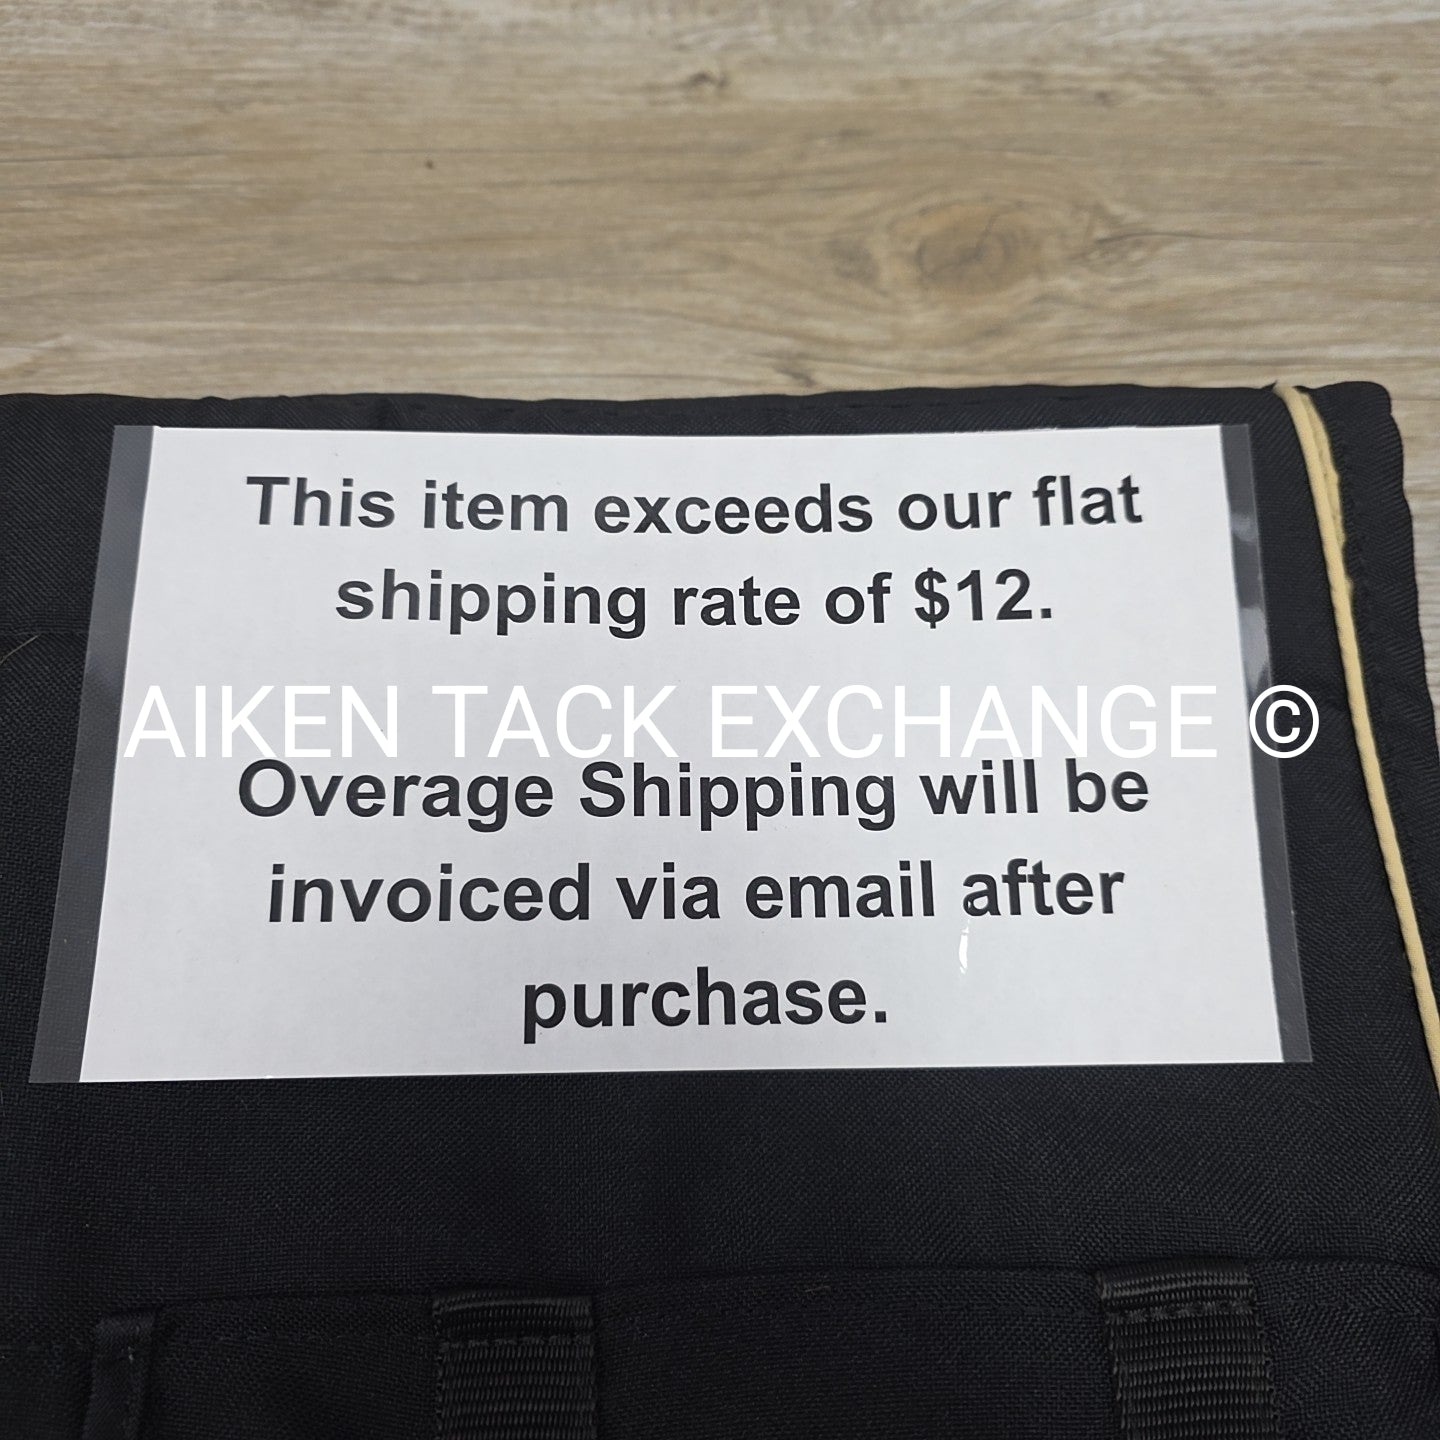 This item exceeds our flat
shipping rate of $12.
AIKEN TACK EXCHANGE ©
Overage Shipping will be
invoiced via email after
purchase.